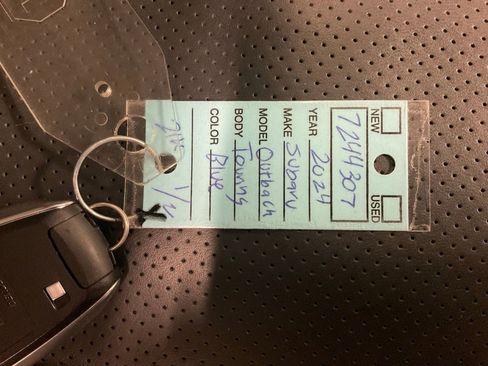 NEW USED
7244307
YEAR 2024
MAKE Subaru
MODEL Outback
BODY Touring
COLOR Blue